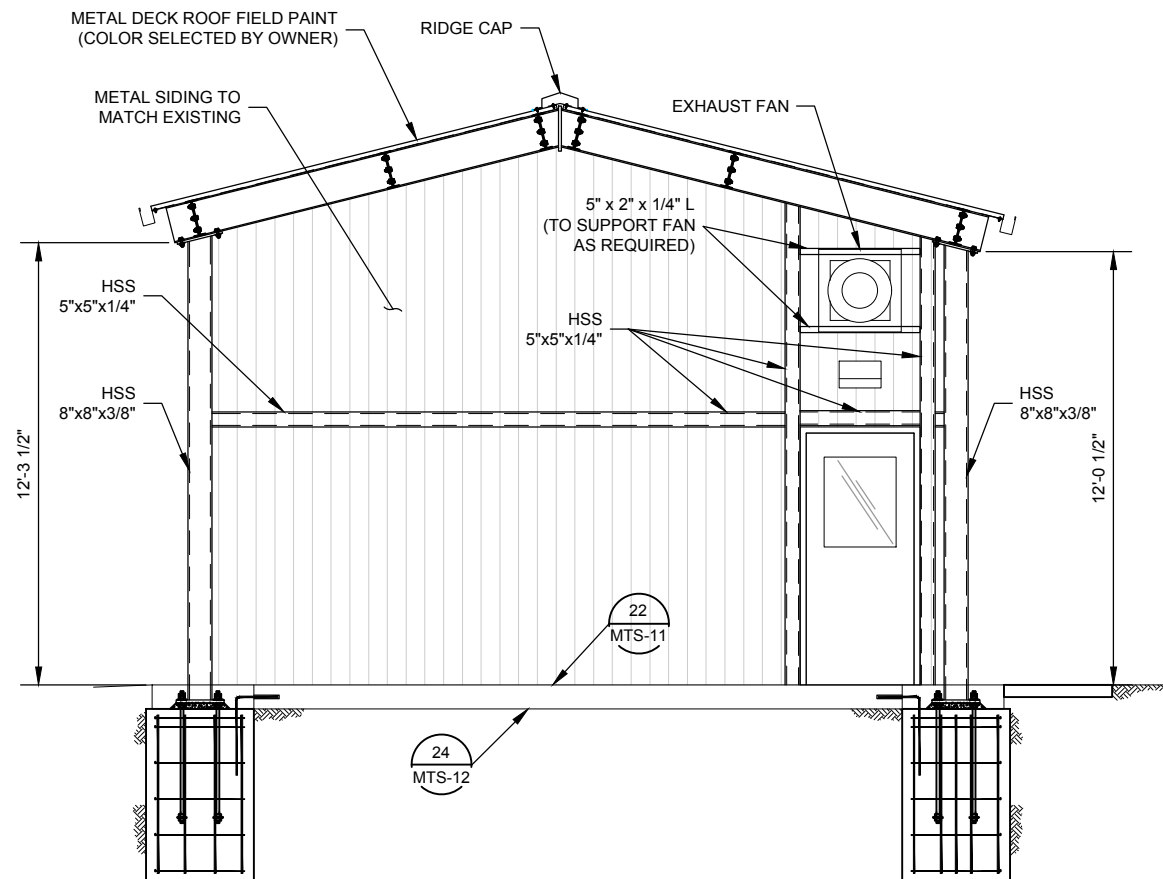 METAL DECK ROOF FIELD PAINT
(COLOR SELECTED BY OWNER)
RIDGE CAP
METAL SIDING TO
MATCH EXISTING
EXHAUST FAN
5" x 2" x 1/4" L
(TO SUPPORT FAN
AS REQUIRED)
HSS
5"x5"x1/4"
HSS
5"x5"x1/4"
HSS
8"x8"x3/8"
HSS
8"x8"x3/8"
12'-3 1/2"
12'-0 1/2"
22
MTS-11
24
MTS-12